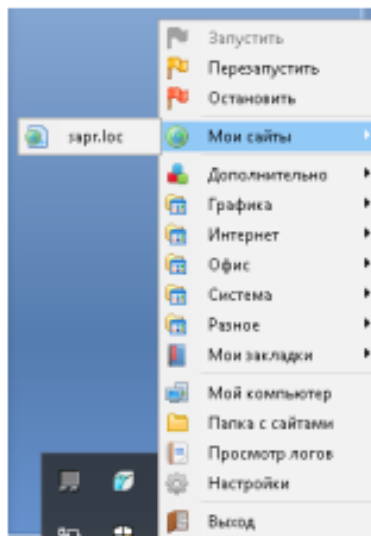 Запустить
Перезапустить
Остановить
sapr.loc
Мои сайты
Дополнительно
Графика
Интернет
Офис
Система
Разное
Мои закладки
Мой компьютер
Папка с сайтами
Просмотр логов
Настройки
Выход